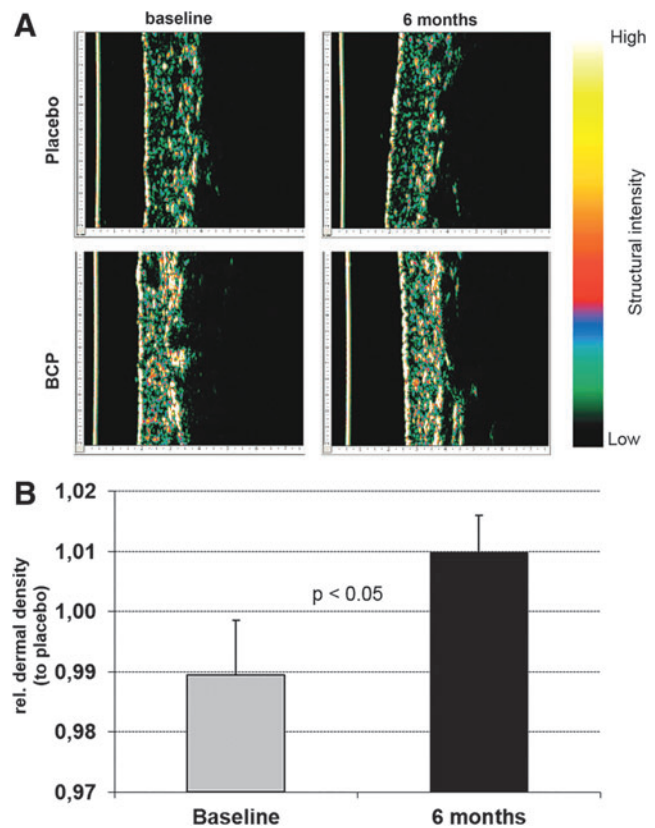 A
baseline
6 months
Placebo
BCP
High
Structural intensity
Low
B
1,02
1,01
1,00
0,99
0,98
0,97
rel. dermal density
(to placebo)
p < 0.05
Baseline
6 months